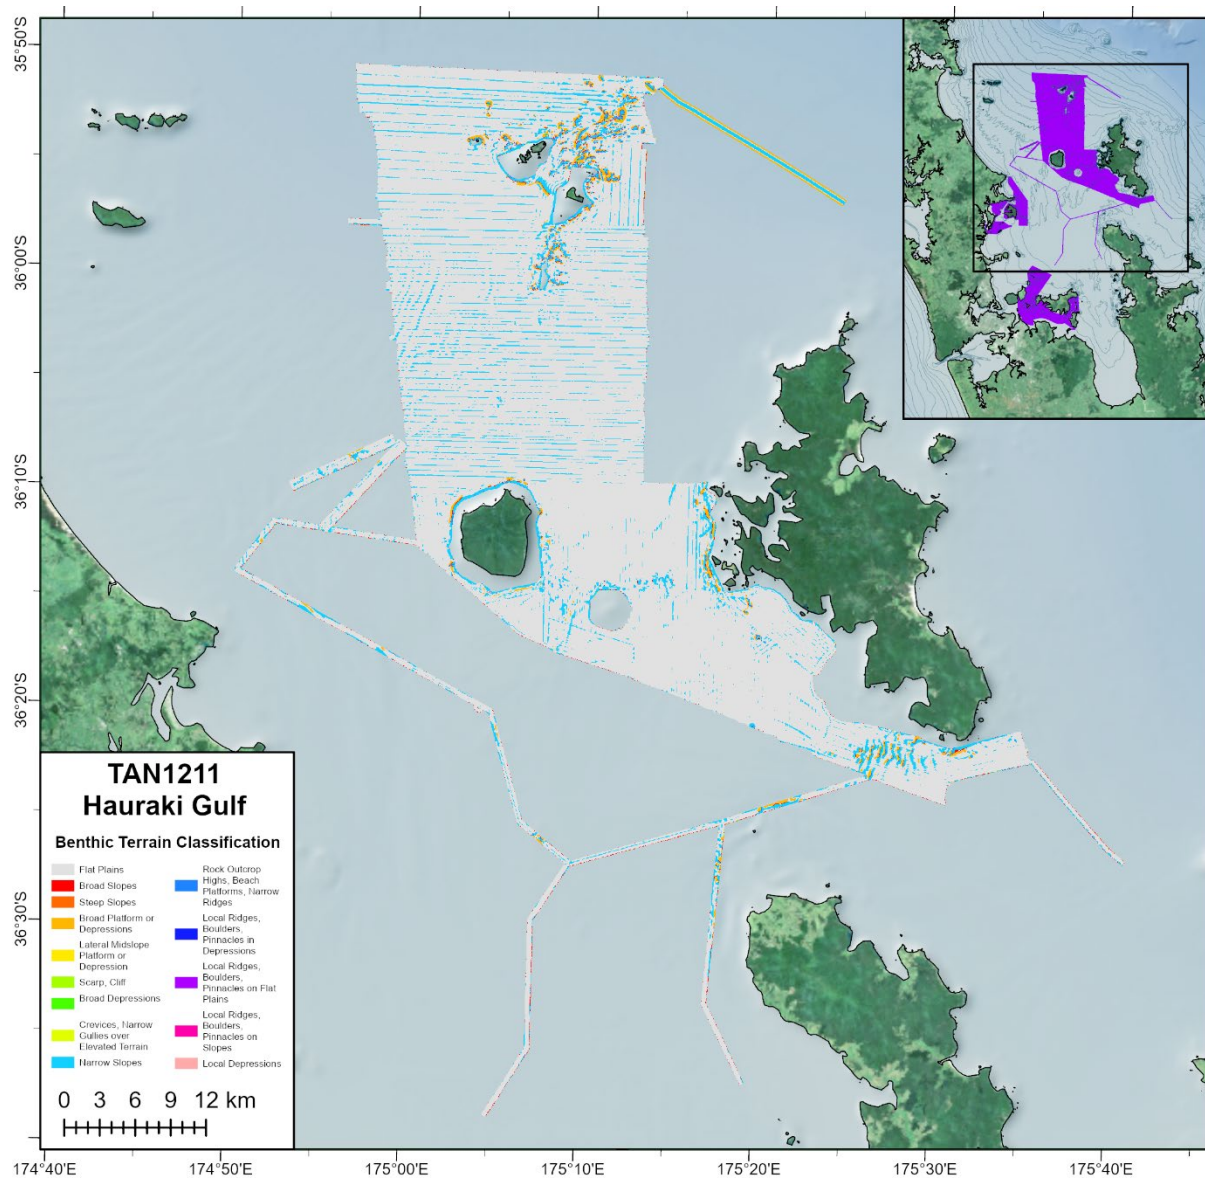 35°50'S
36°00'S
36°10'S
36°20'S
36°30'S
TAN1211
Hauraki Gulf
Benthic Terrain Classification
Flat Plains
Broad Slopes
Steep Slopes
Broad Platform or
Depressions
Lateral Midslope
Platform or
Depression
Scarp, Cliff
Broad Depressions
Crevices, Narrow
Gullies over
Elevated Terrain
Narrow Slopes
Rock Outcrop
Highs, Beach
Platforms, Narrow
Ridges
Local Ridges,
Boulders,
Pinnacles in
Depressions
Local Ridges,
Boulders,
Pinnacles on Flat
Plains
Local Ridges,
Boulders,
Pinnacles on
Slopes
Local Depressions
0 3 6 9 12 km
174°40'E 174°50'E 175°00'E 175°10'E 175°20'E 175°30'E 175°40'E